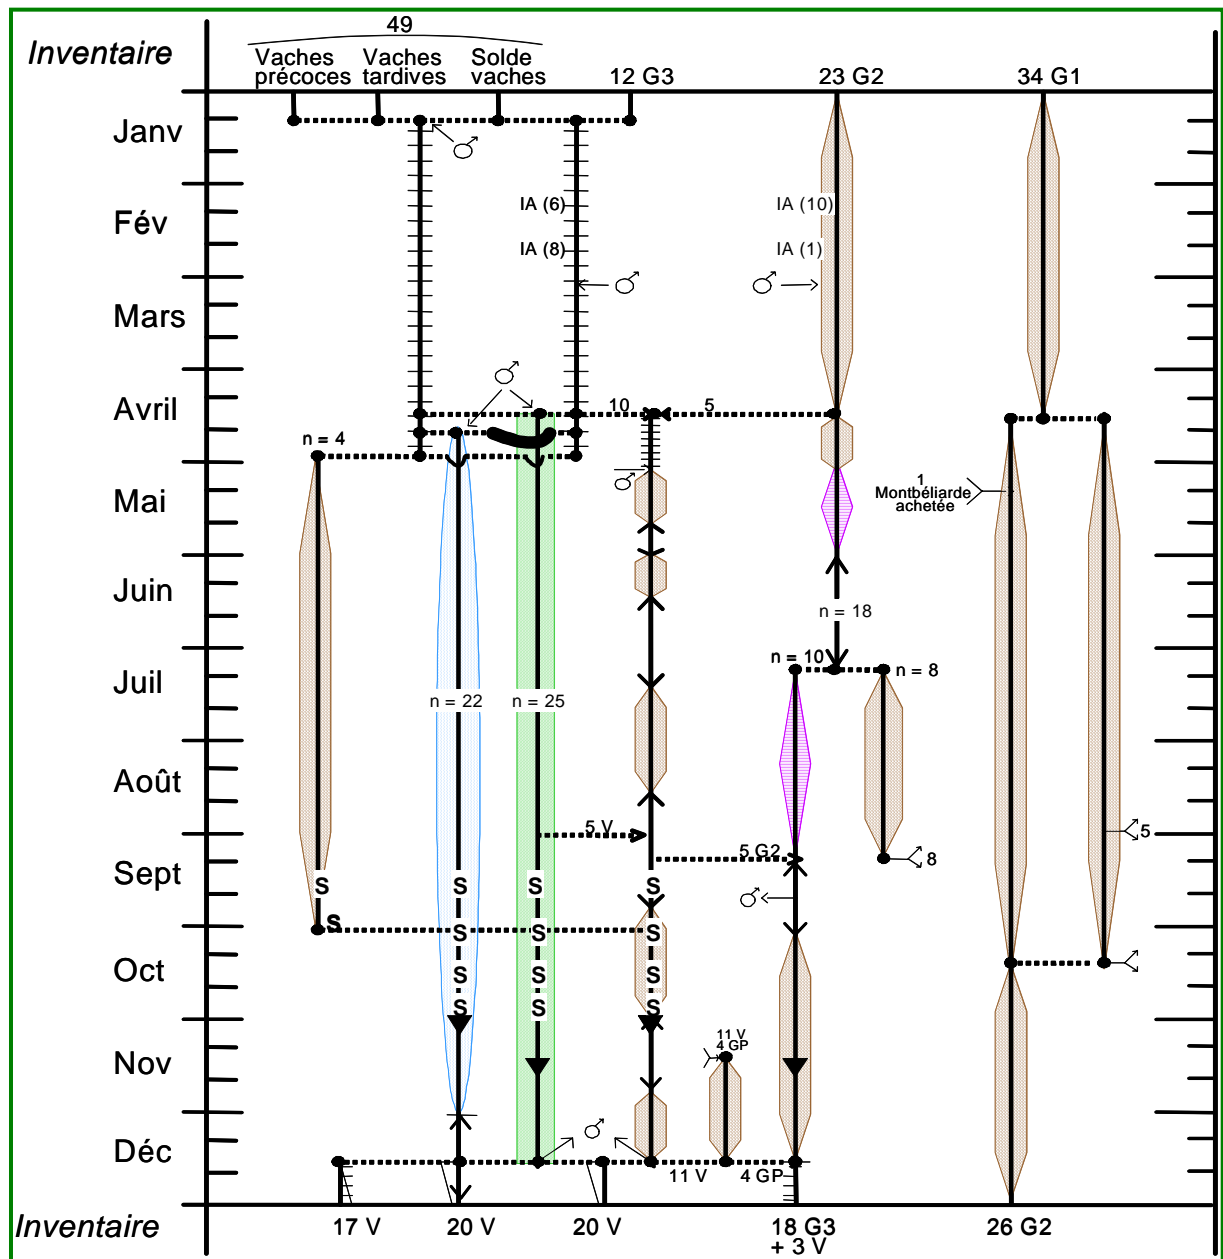 49
Inventaire
Vaches précoces
Vaches tardives
Solde vaches
12 G3
23 G2
34 G1
Janv
Fév
IA (6)
IA (10)
IA (8)
IA (1)
Mars
Avril
10
5
n = 4
Mai
1
Montbéliarde
achetée
Juin
n = 18
Juil
n = 10
n = 8
n = 22
n = 25
Août
5 V
5
5 G2
8
Sept
S
S
S
S
S
S
S
S
S
Oct
S
S
S
S
S
S
Nov
11 V
4 GP
Déc
11 V
4 GP
Inventaire
17 V
20 V
20 V
18 G3
+ 3 V
26 G2